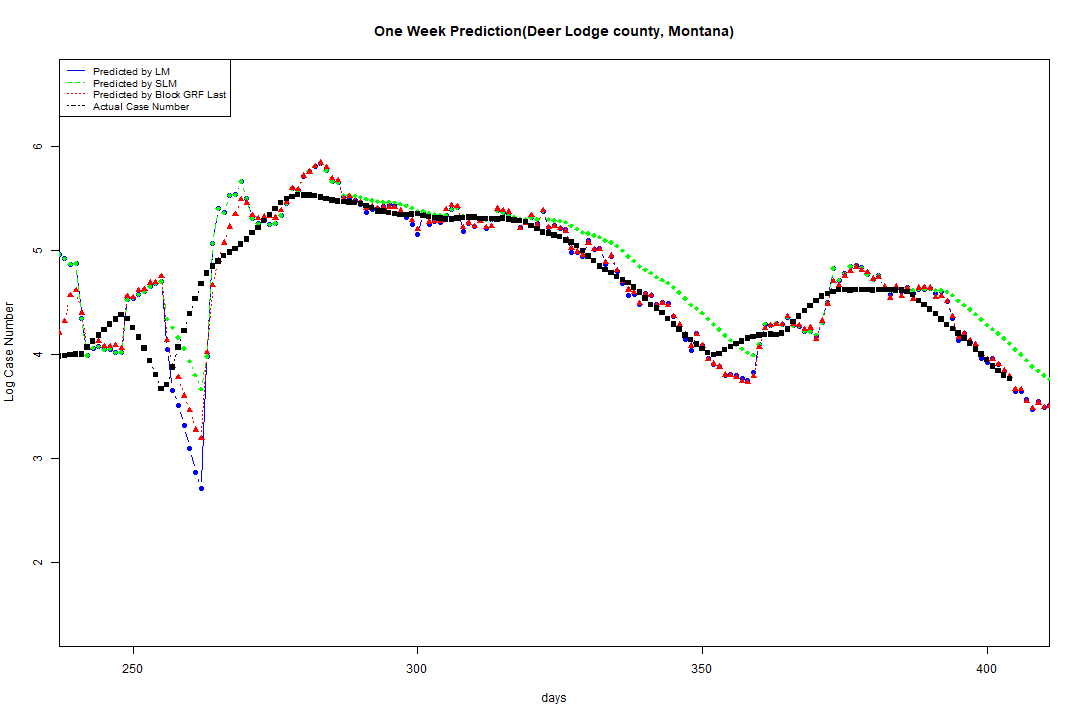 One Week Prediction(Deer Lodge county, Montana)
Predicted by LM
Predicted by SLM
Predicted by Block GRF Last
Actual Case Number
Log Case Number
6
5
4
3
2
250
300
350
400
days